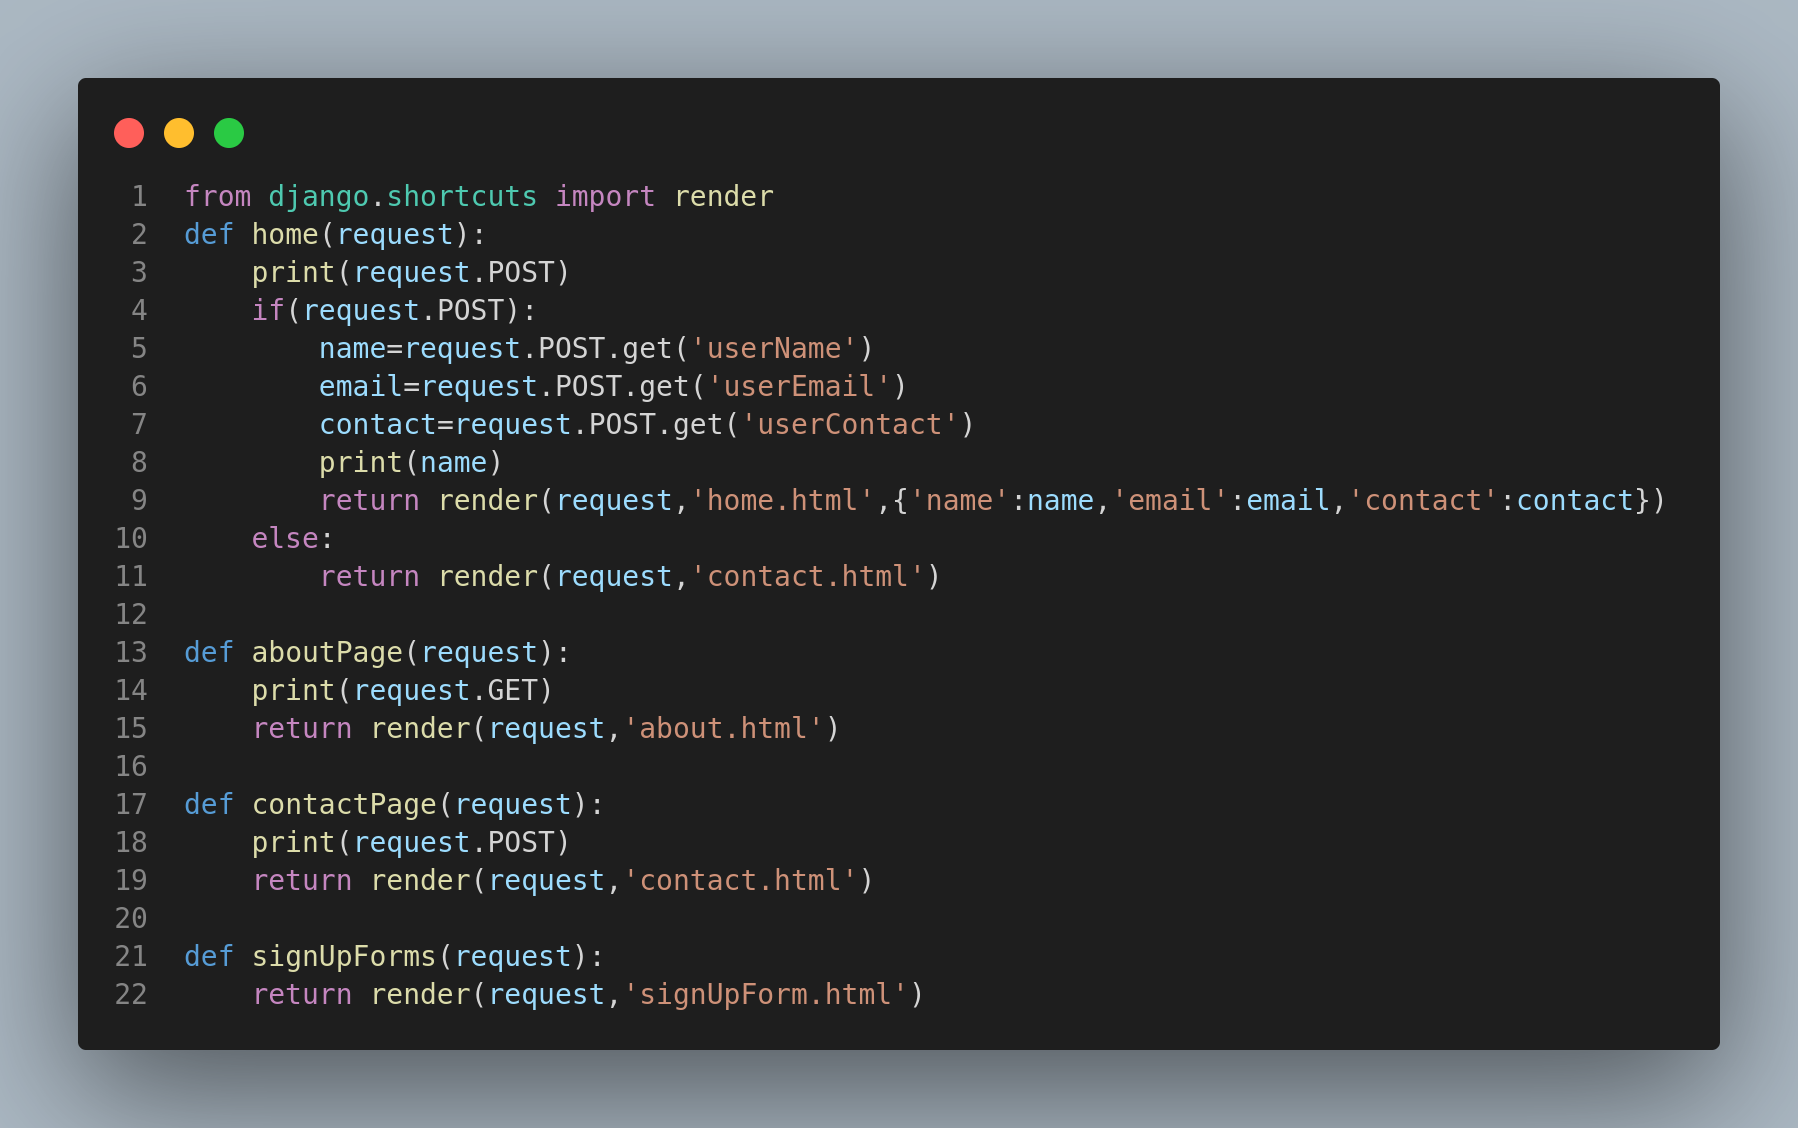 1 from django.shortcuts import render
2 def home(request):
3     print(request.POST)
4     if(request.POST):
5         name=request.POST.get('userName')
6         email=request.POST.get('userEmail')
7         contact=request.POST.get('userContact')
8         print(name)
9         return render(request,'home.html',{'name':name,'email':email,'contact':contact})
10     else:
11         return render(request,'contact.html')
12
13 def aboutPage(request):
14     print(request.GET)
15     return render(request,'about.html')
16
17 def contactPage(request):
18     print(request.POST)
19     return render(request,'contact.html')
20
21 def signUpForms(request):
22     return render(request,'signUpForm.html')